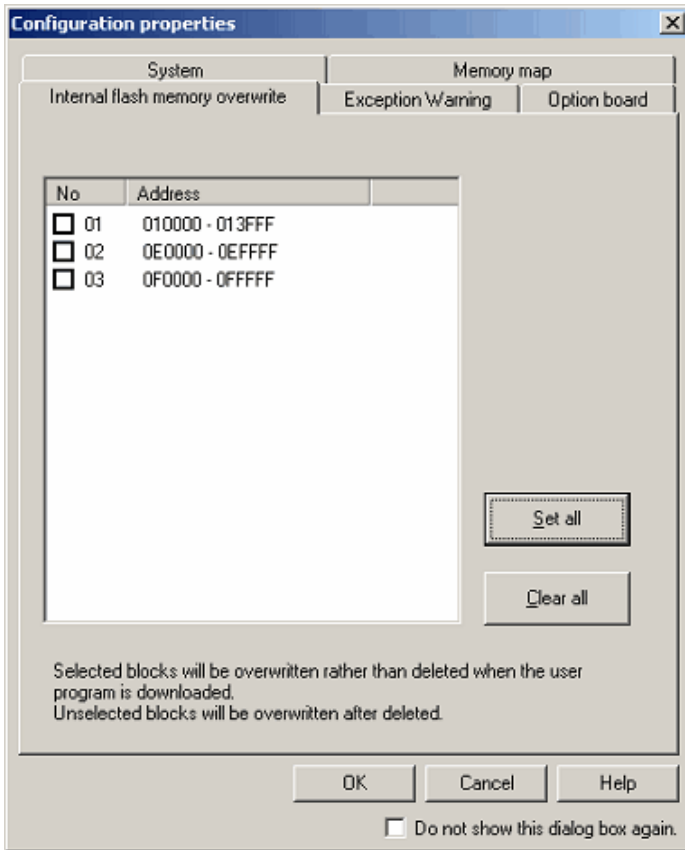 Configuration properties
System
Memory map
Internal flash memory overwrite
Exception Warning
Option board
No Address
01 010000 - 013FFF
02 0E0000 - 0EFFFF
03 0F0000 - 0FFFFF
Set all
Clear all
Selected blocks will be overwritten rather than deleted when the user
program is downloaded.
Unselected blocks will be overwritten after deleted.
OK
Cancel
Help
Do not show this dialog box again.